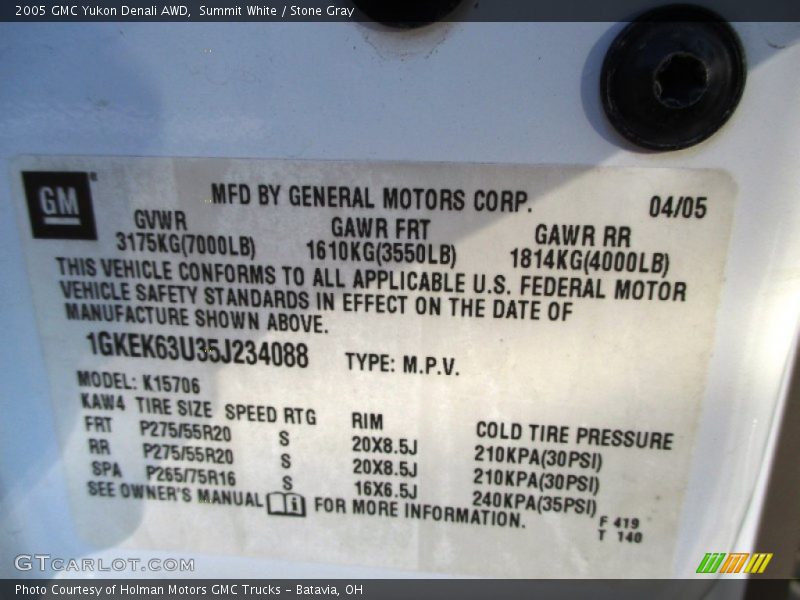 2005 GMC Yukon Denali AWD,  Summit White / Stone Gray
GM®
MFD BY GENERAL MOTORS CORP. 04/05
GVWR GAWR FRT GAWR RR
3175KG(7000LB) 1610KG(3550LB) 1814KG(4000LB)
THIS VEHICLE CONFORMS TO ALL APPLICABLE U.S. FEDERAL MOTOR
VEHICLE SAFETY STANDARDS IN EFFECT ON THE DATE OF
MANUFACTURE SHOWN ABOVE.
1GKEK63U35J234088 TYPE: M.P.V.
MODEL: K15706
KAW4 TIRE SIZE SPEED RTG RIM COLD TIRE PRESSURE
FRT P275/55R20 S 20X8.5J 210KPA(30PSI)
RR P275/55R20 S 20X8.5J 210KPA(30PSI)
SPA P265/75R16 S 16X6.5J 240KPA(35PSI)
SEE OWNER'S MANUAL i FOR MORE INFORMATION.
F 419
T 140
GTCARLOT.COM
Photo Courtesy of Holman Motors GMC Trucks - Batavia, OH